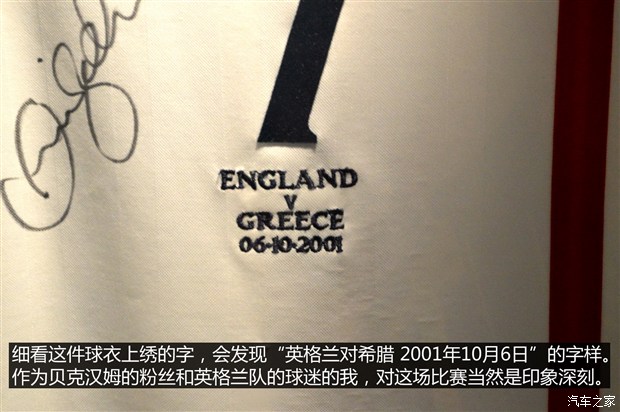 7
ENGLAND
V
GREECE
06·10·2001
细看这件球衣上绣的字，会发现“英格兰对希腊 2001年10月6日”的字样。
作为贝克汉姆的粉丝和英格兰队的球迷的我，对这场比赛当然是印象深刻。
汽车之家